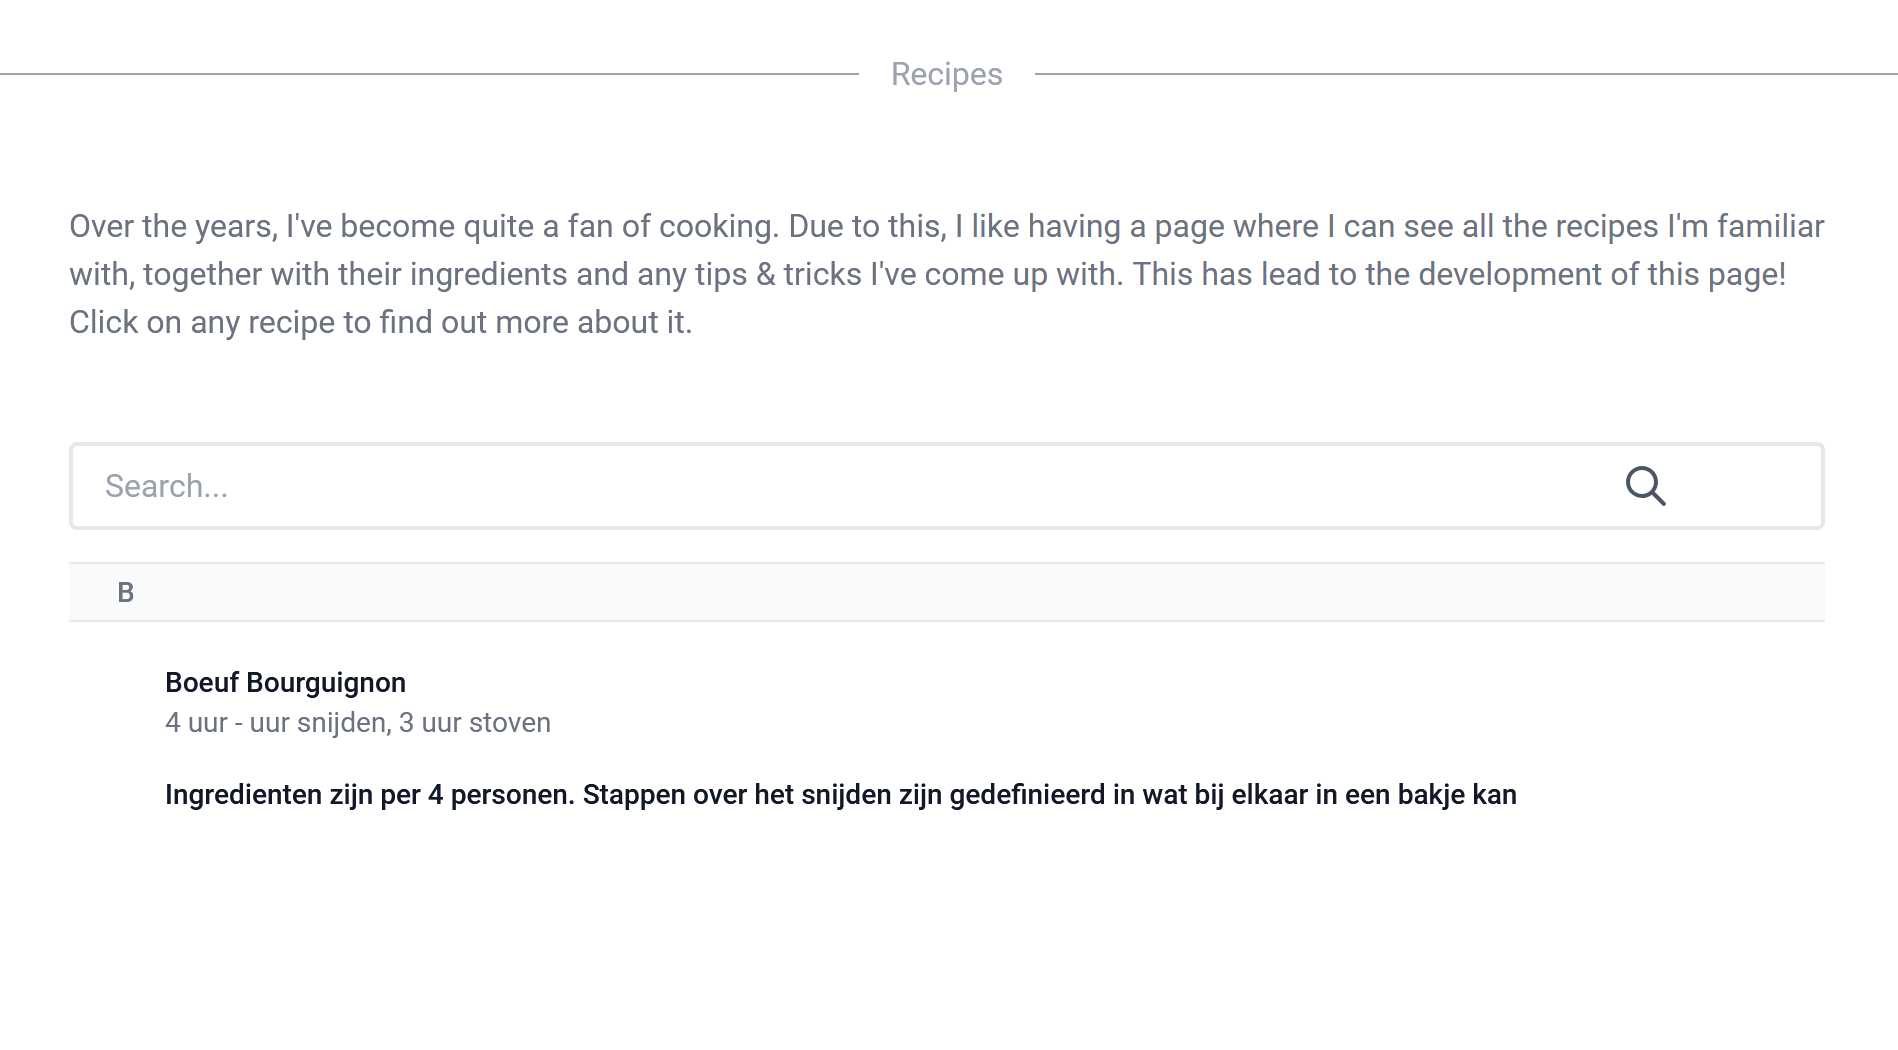 Recipes
Over the years, I've become quite a fan of cooking. Due to this, I like having a page where I can see all the recipes I'm familiar
with, together with their ingredients and any tips & tricks I've come up with. This has lead to the development of this page!
Click on any recipe to find out more about it.
Search...
B
Boeuf Bourguignon
4 uur - uur snijden, 3 uur stoven
Ingredienten zijn per 4 personen. Stappen over het snijden zijn gedefinieerd in wat bij elkaar in een bakje kan